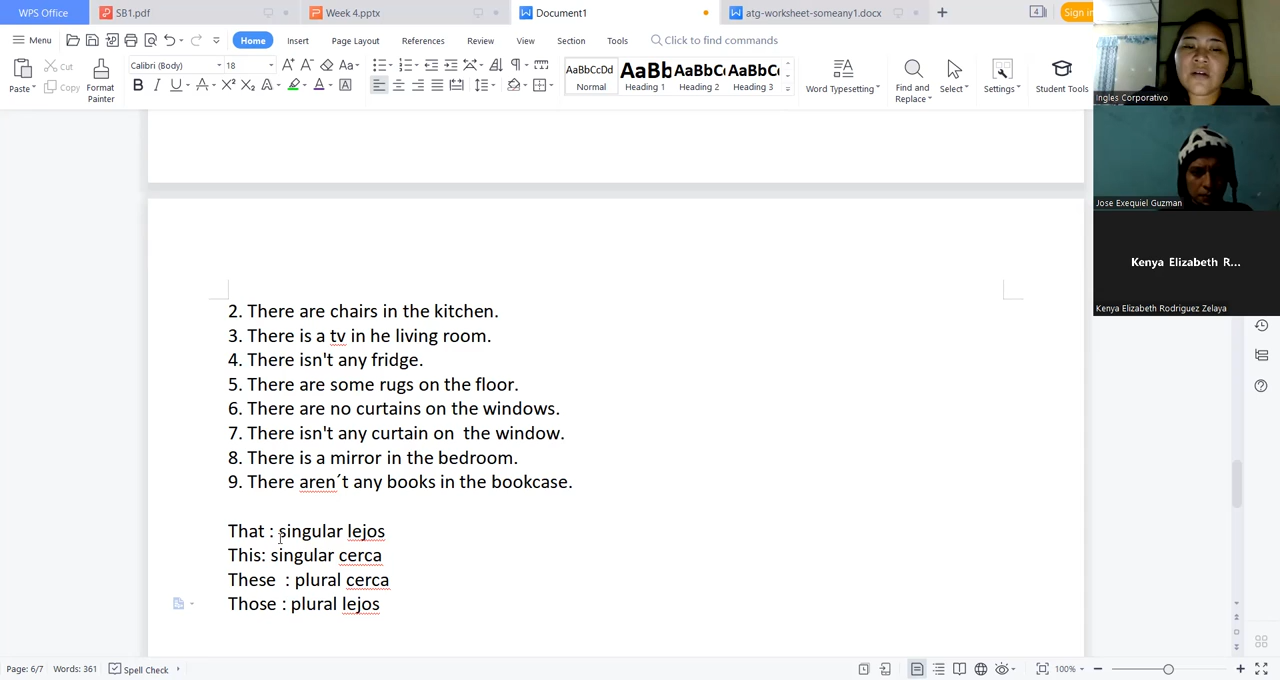 WPS Office SB1.pdf Week 4.pptx Document1 atg-worksheet-someany1.docx 4 Sign in
Menu Home Insert Page Layout References Review View Section Tools Click to find commands
Paste Cut Copy Format Painter Calibri (Body) 18 AaBbCcDd Normal AaBb Heading 1 AaBbC Heading 2 AaBbC Heading 3 Word Typesetting Find and Replace Select Settings Student Tools
Ingles Corporativo
Jose Exequiel Guzman
Kenya Elizabeth R...
Kenya Elizabeth Rodriguez Zelaya
2. There are chairs in the kitchen.
3. There is a tv in he living room.
4. There isn't any fridge.
5. There are some rugs on the floor.
6. There are no curtains on the windows.
7. There isn't any curtain on  the window.
8. There is a mirror in the bedroom.
9. There aren´t any books in the bookcase.
That : singular lejos
This: singular cerca
These  : plural cerca
Those : plural lejos
Page: 6/7 Words: 361 Spell Check 100%